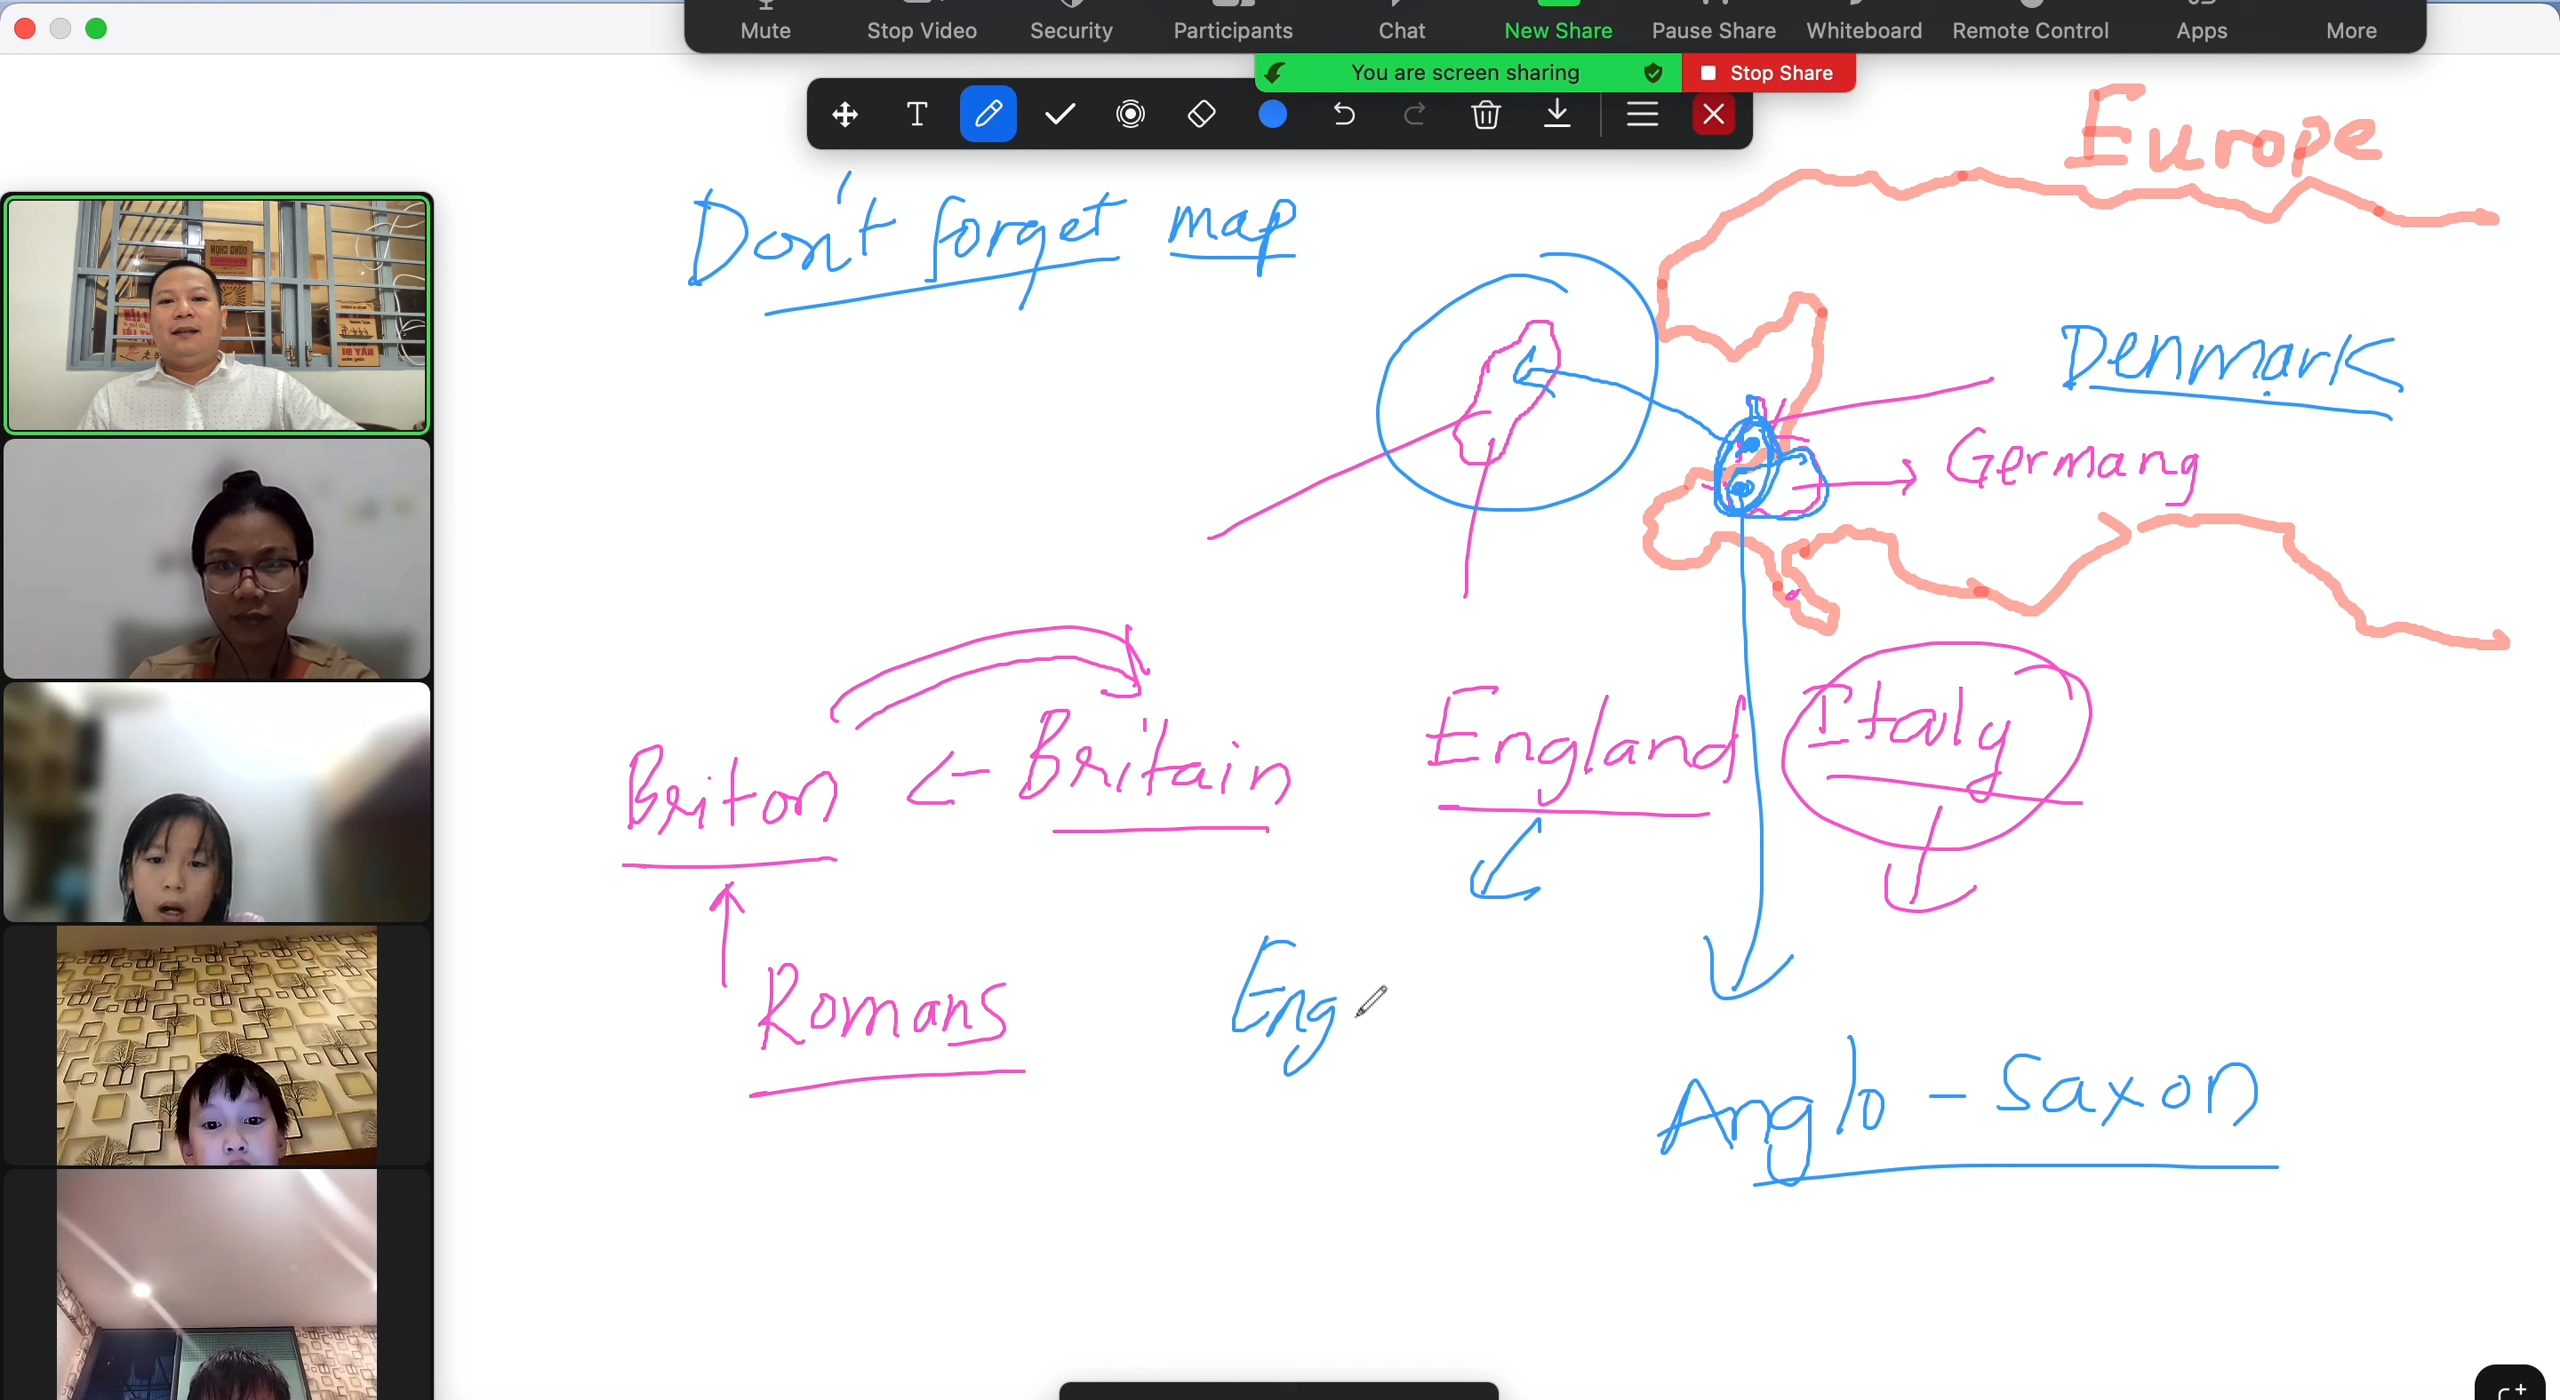 Mute Stop Video Security Participants Chat New Share Pause Share Whiteboard Remote Control Apps More
You are screen sharing Stop Share
T
Europe
Don't forget map
Denmark
Germang
England Italy
Briton ← Britain
Romans
Eng
Anglo - Saxon